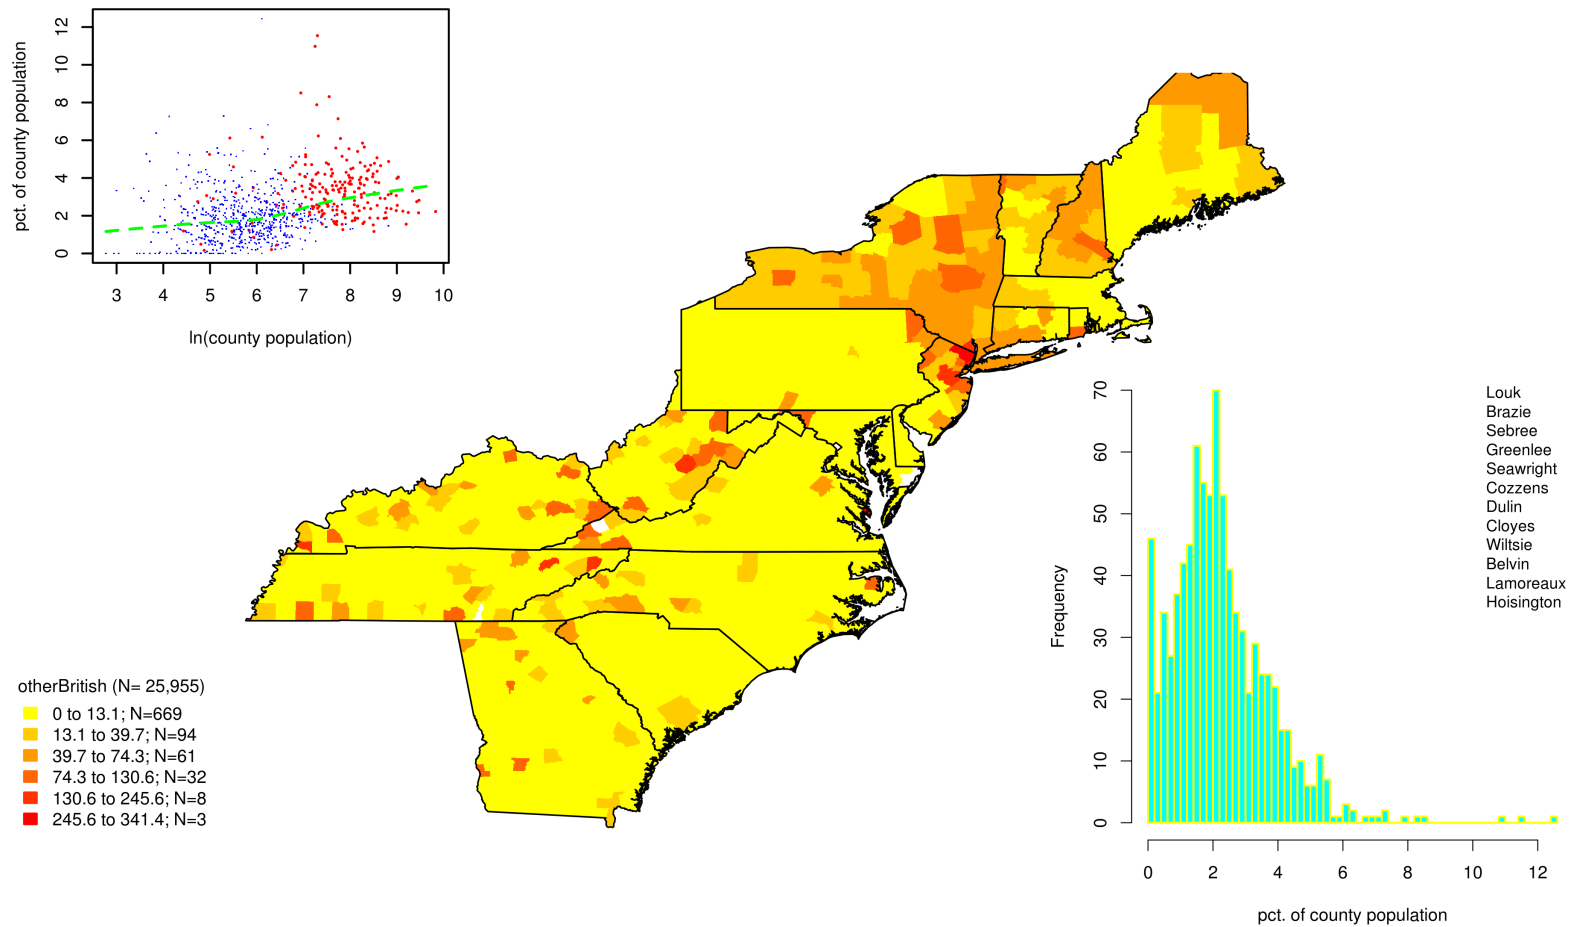 pct. of county population
12
10
8
6
4
2
0
3 4 5 6 7 8 9 10
ln(county population)
otherBritish (N= 25,955)
0 to 13.1; N=669
13.1 to 39.7; N=94
39.7 to 74.3; N=61
74.3 to 130.6; N=32
130.6 to 245.6; N=8
245.6 to 341.4; N=3
Frequency
70
60
50
40
30
20
10
0
0 2 4 6 8 10 12
pct. of county population
Louk
Brazie
Sebree
Greenlee
Seawright
Cozzens
Dulin
Cloyes
Wiltsie
Belvin
Lamoreaux
Hoisington